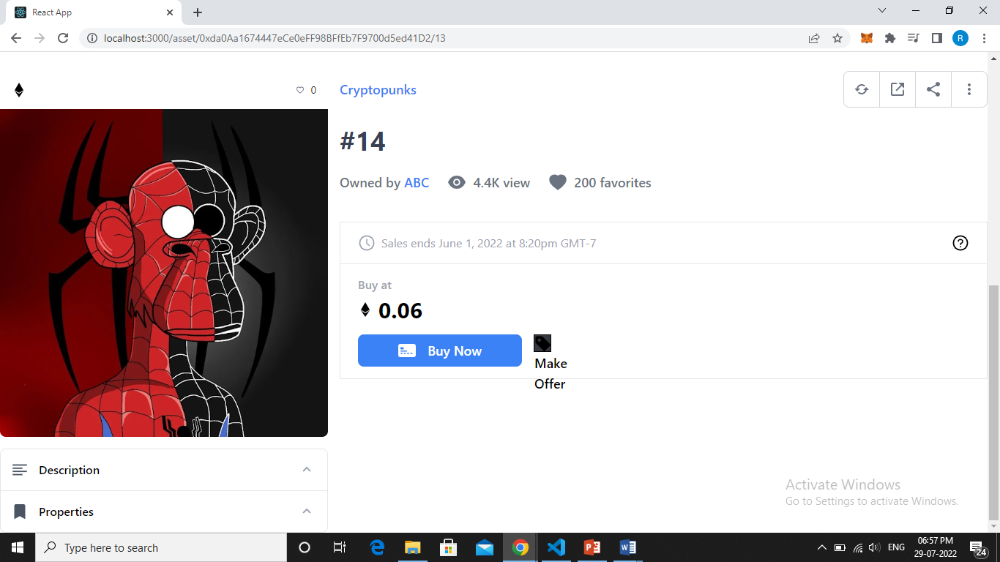 React App
localhost:3000/asset/0xda0Aa1674447eCe0eFF98BFfEb7F9700d5ed41D2/13
R
0
Cryptopunks
#14
Owned by ABC 4.4K view 200 favorites
Sales ends June 1, 2022 at 8:20pm GMT-7
Buy at
0.06
Buy Now
Make
Offer
Description
Properties
Activate Windows
Go to Settings to activate Windows.
Type here to search
ENG
06:57 PM
29-07-2022
24